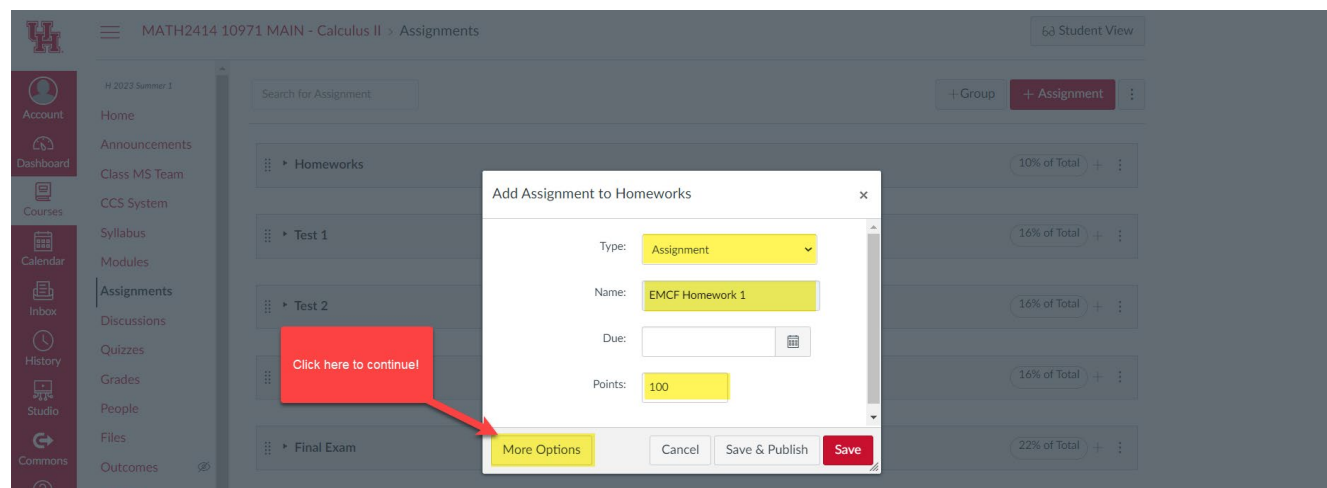 UH
MATH2414 10971 MAIN - Calculus II > Assignments
Student View
Account
Dashboard
Courses
Calendar
Inbox
History
Studio
Commons
H 2023 Summer 1
Home
Announcements
Class MS Team
CCS System
Syllabus
Modules
Assignments
Discussions
Quizzes
Grades
People
Files
Outcomes
Search for Assignment
+ Group
+ Assignment
Homeworks
10% of Total
Test 1
16% of Total
Test 2
16% of Total
16% of Total
Final Exam
22% of Total
Click here to continue!
Add Assignment to Homeworks
×
Type:
Assignment
Name:
EMCF Homework 1
Due:
Points:
100
More Options
Cancel
Save & Publish
Save